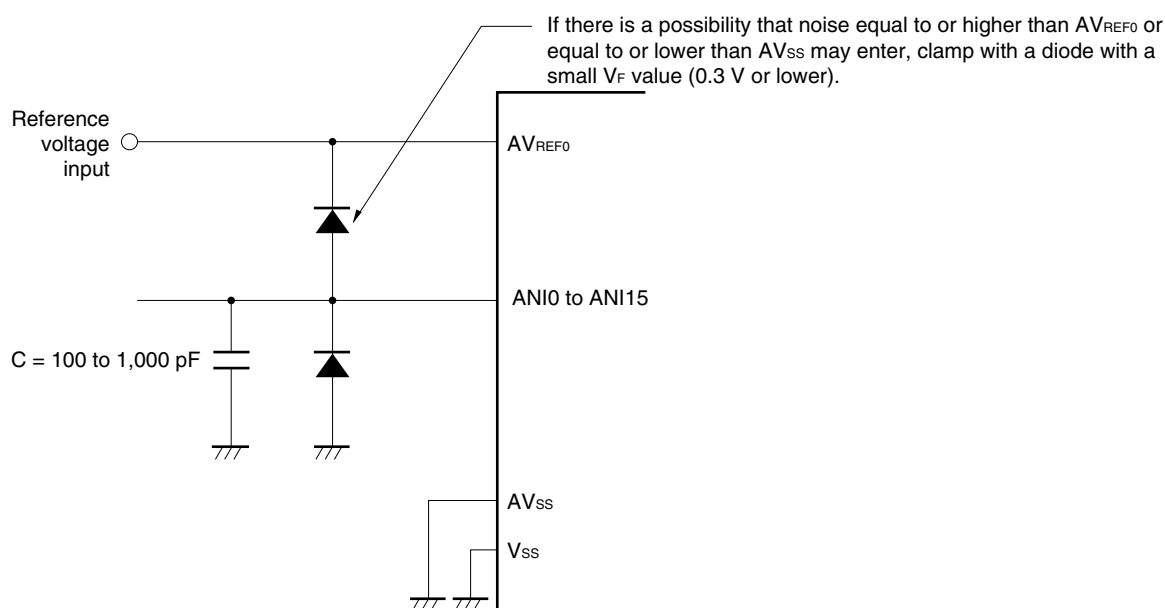 If there is a possibility that noise equal to or higher than AVREF0 or
equal to or lower than AVSS may enter, clamp with a diode with a
small VF value (0.3 V or lower).
Reference
voltage
input
AVREF0
ANI0 to ANI15
C = 100 to 1,000 pF
AVSS
VSS